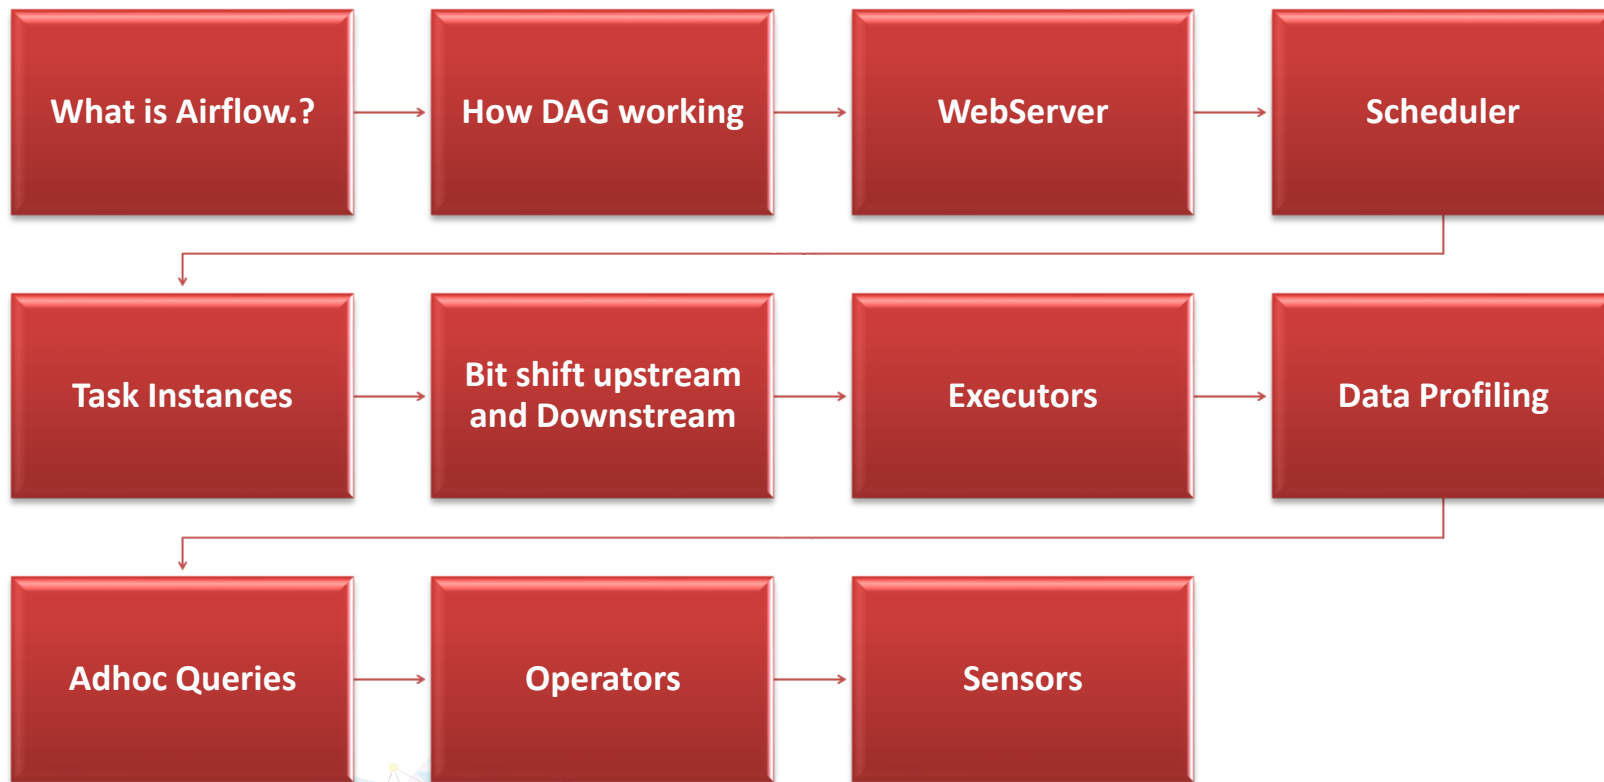 What is Airflow.?
How DAG working
WebServer
Scheduler
Task Instances
Bit shift upstream
and Downstream
Executors
Data Profiling
Adhoc Queries
Operators
Sensors